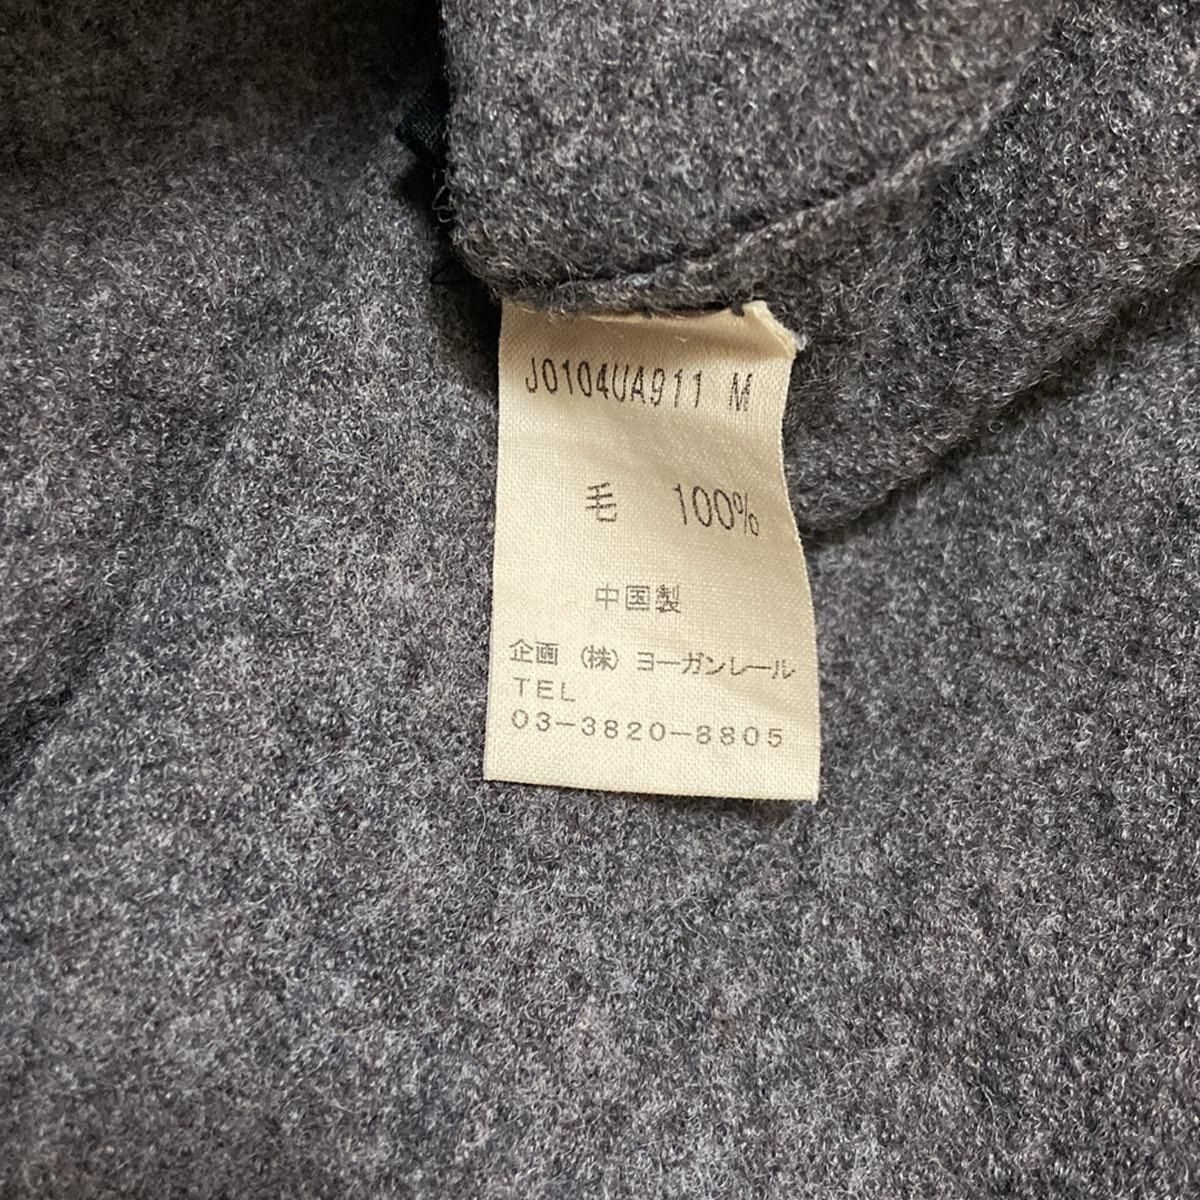 J0104UA911 M
毛 100%
中国製
企画 (株) ヨーガンレール
TEL
03-3820-8805